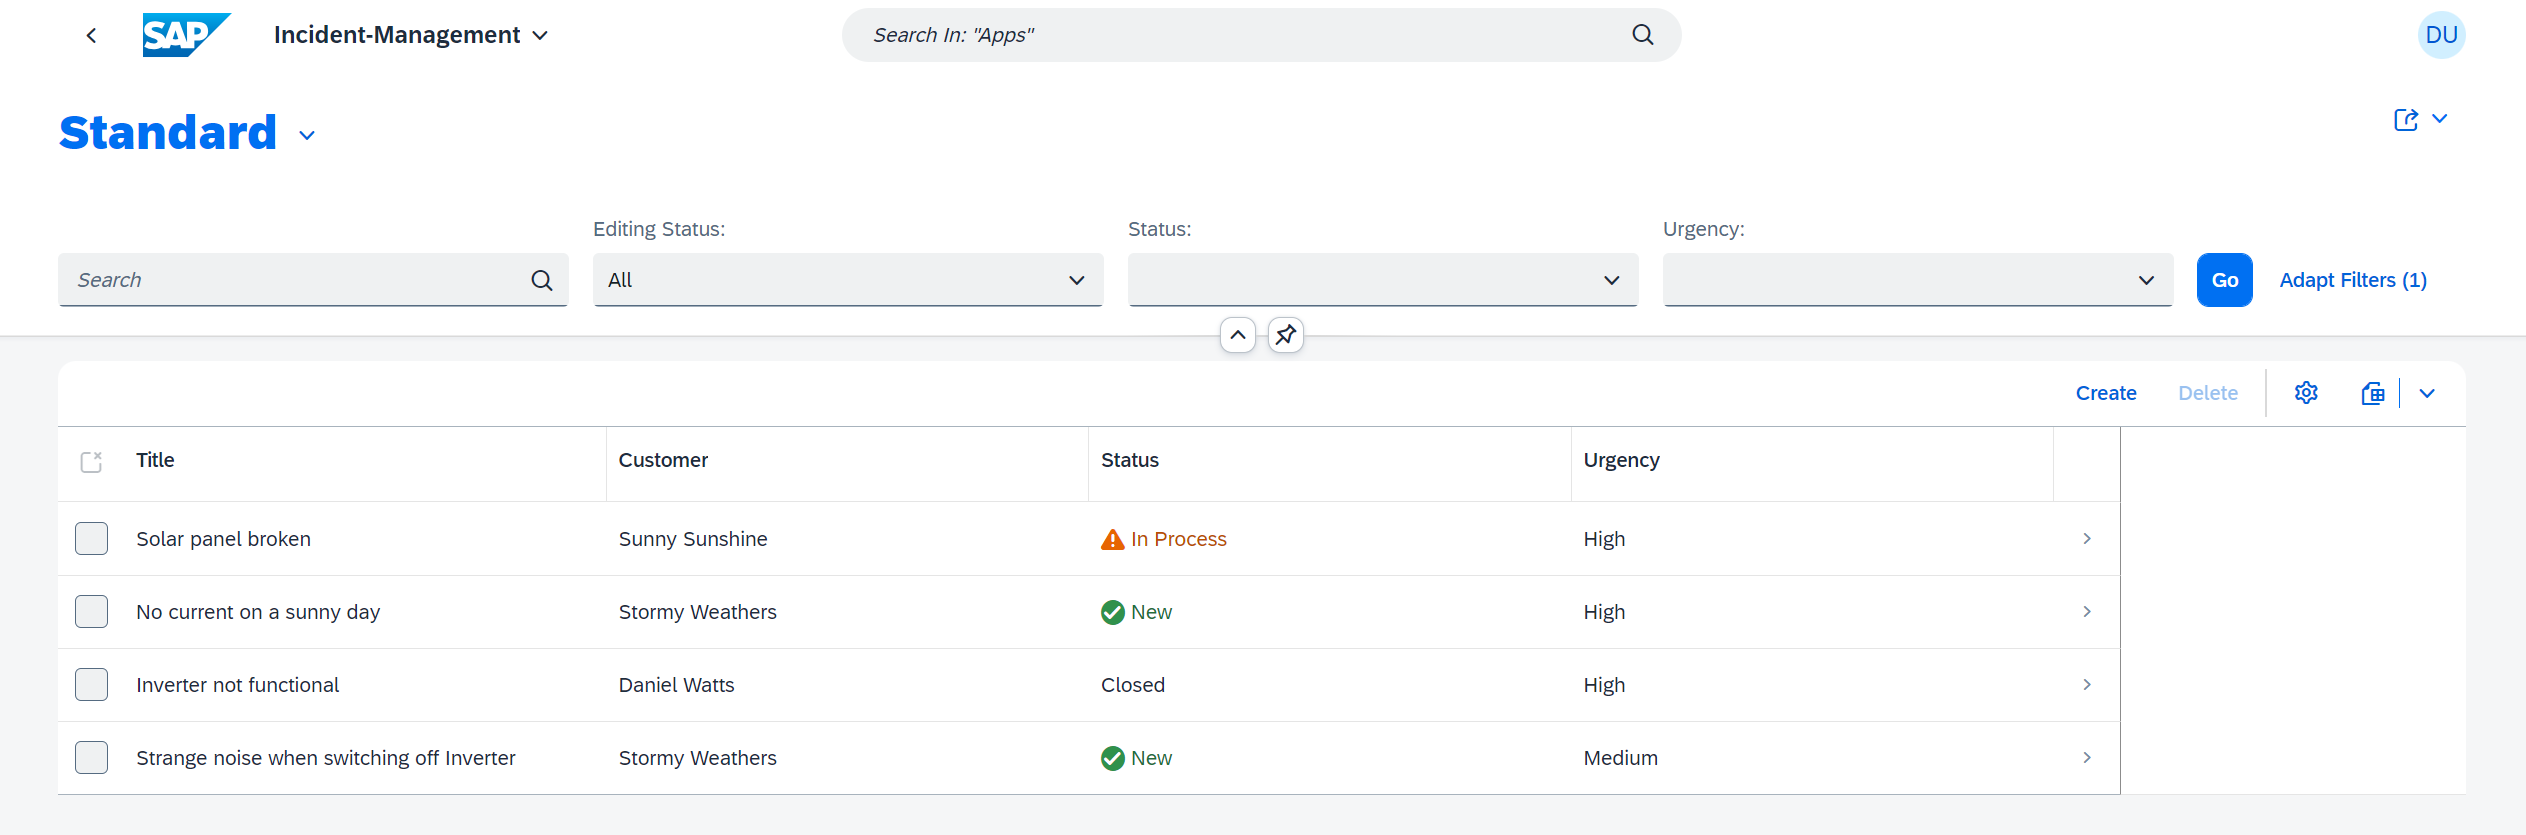 SAP Incident-Management Search In: "Apps" DU
Standard
Editing Status: Status: Urgency:
Search All Go Adapt Filters (1)
Create Delete
Title Customer Status Urgency
Solar panel broken Sunny Sunshine In Process High
No current on a sunny day Stormy Weathers New High
Inverter not functional Daniel Watts Closed High
Strange noise when switching off Inverter Stormy Weathers New Medium